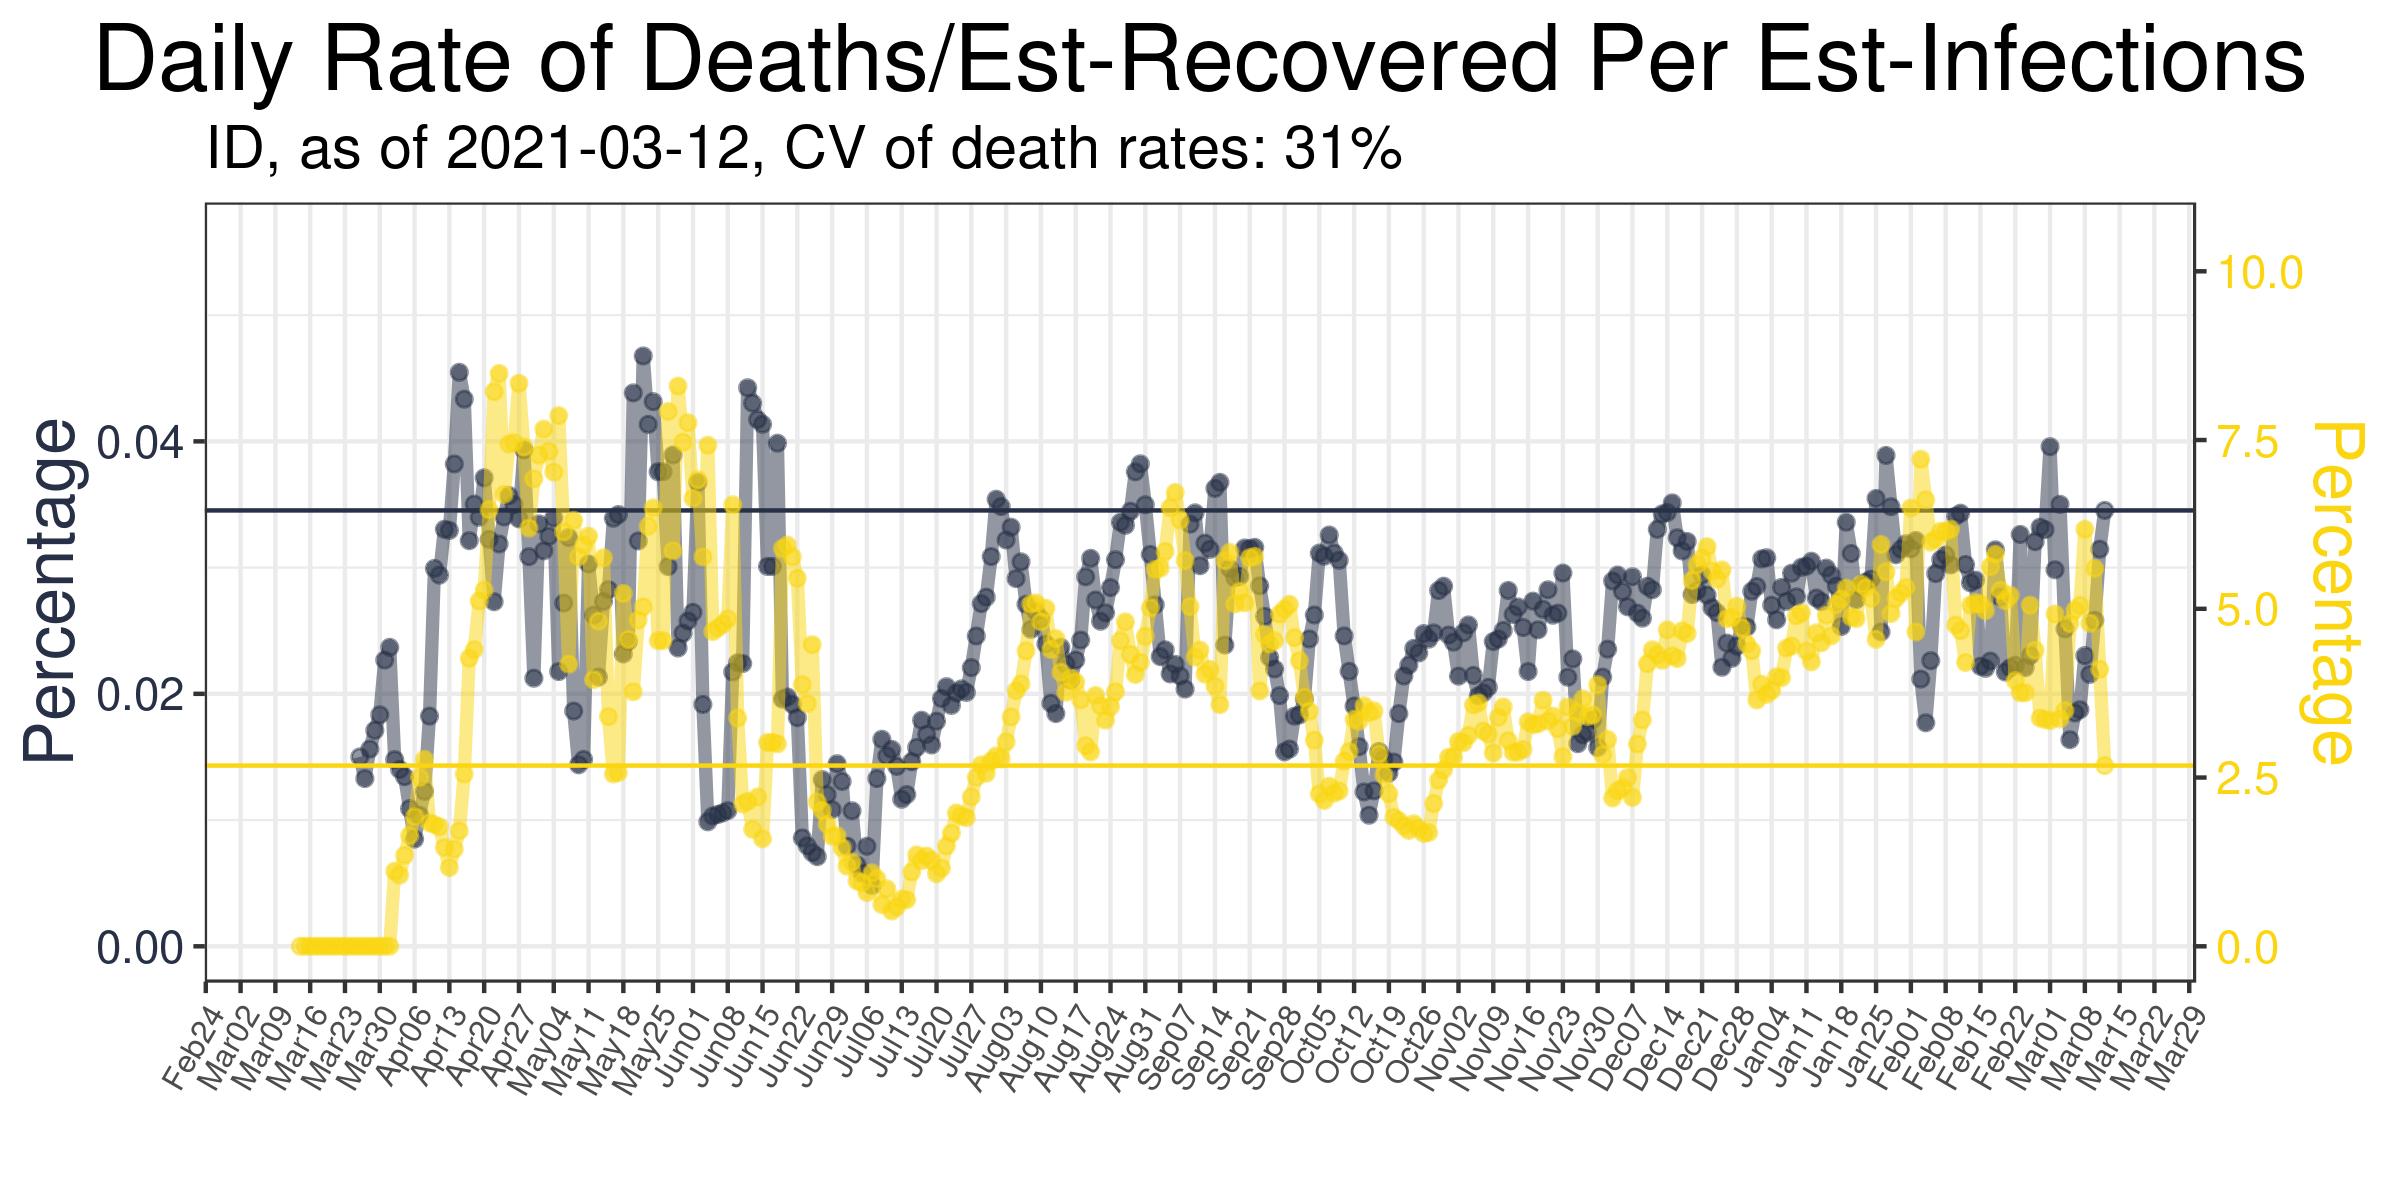 Daily Rate of Deaths/Est-Recovered Per Est-Infections
ID, as of 2021-03-12, CV of death rates: 31%
Percentage
0.04
0.02
0.00
10.0
7.5
5.0
2.5
0.0
Percentage
Feb24
Mar02
Mar09
Mar16
Mar23
Mar30
Apr06
Apr13
Apr20
Apr27
May04
May11
May18
May25
Jun01
Jun08
Jun15
Jun22
Jun29
Jul06
Jul13
Jul20
Jul27
Aug03
Aug10
Aug17
Aug24
Aug31
Sep07
Sep14
Sep21
Sep28
Oct05
Oct12
Oct19
Oct26
Nov02
Nov09
Nov16
Nov23
Nov30
Dec07
Dec14
Dec21
Dec28
Jan04
Jan11
Jan18
Jan25
Feb01
Feb08
Feb15
Feb22
Mar01
Mar08
Mar15
Mar22
Mar29